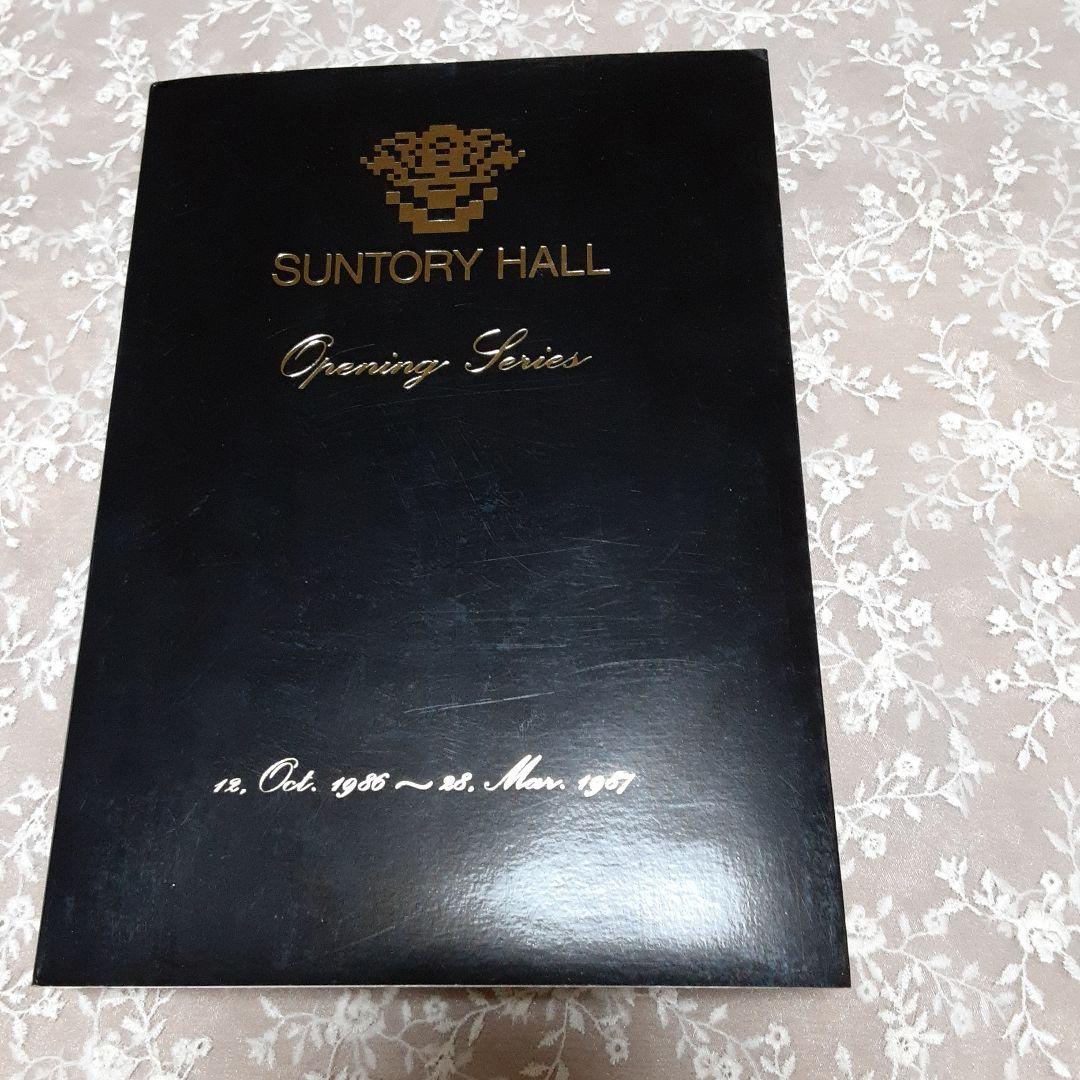 SUNTORY HALL
Opening Series
12. Oct. 1986 ~ 28. Mar. 1987